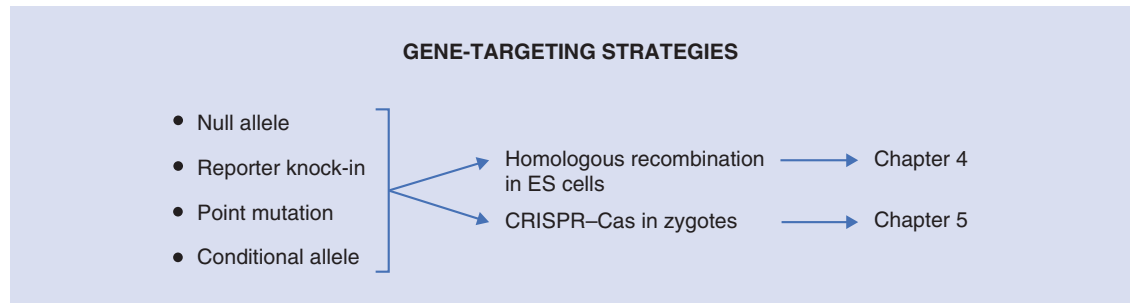 GENE-TARGETING STRATEGIES
• Null allele
• Reporter knock-in
• Point mutation
• Conditional allele
Homologous recombination
in ES cells
Chapter 4
CRISPR–Cas in zygotes
Chapter 5